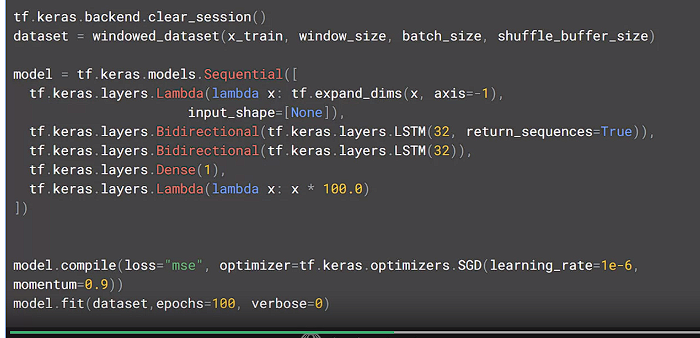 tf.keras.backend.clear_session()
dataset = windowed_dataset(x_train, window_size, batch_size, shuffle_buffer_size)
model = tf.keras.models.Sequential([
tf.keras.layers.Lambda(lambda x: tf.expand_dims(x, axis=-1),
input_shape=[None]),
tf.keras.layers.Bidirectional(tf.keras.layers.LSTM(32, return_sequences=True)),
tf.keras.layers.Bidirectional(tf.keras.layers.LSTM(32)),
tf.keras.layers.Dense(1),
tf.keras.layers.Lambda(lambda x: x * 100.0)
])
model.compile(loss="mse", optimizer=tf.keras.optimizers.SGD(learning_rate=1e-6,
momentum=0.9))
model.fit(dataset,epochs=100, verbose=0)